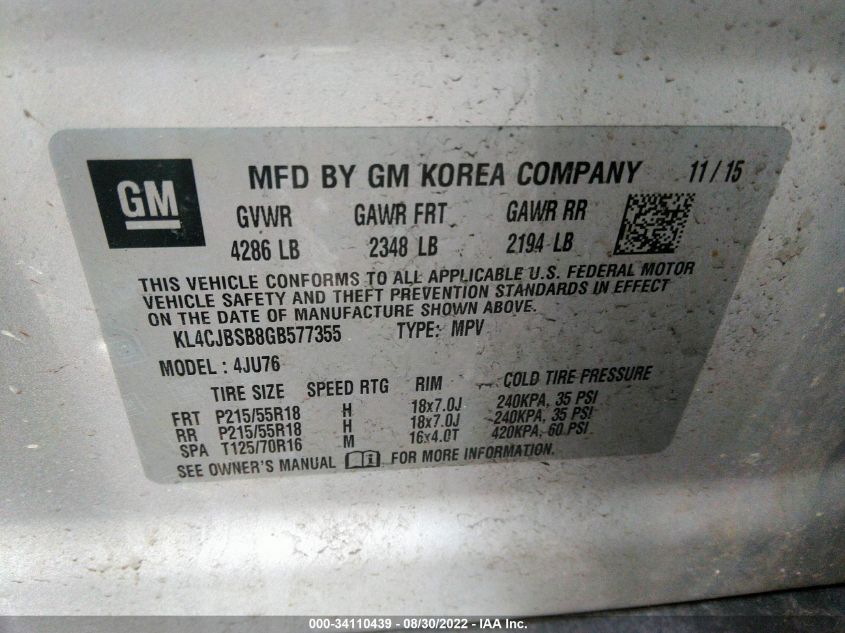 GM
MFD BY GM KOREA COMPANY 11/15
GVWR GAWR FRT GAWR RR
4286 LB 2348 LB 2194 LB
THIS VEHICLE CONFORMS TO ALL APPLICABLE U.S. FEDERAL MOTOR
VEHICLE SAFETY AND THEFT PREVENTION STANDARDS IN EFFECT
ON THE DATE OF MANUFACTURE SHOWN ABOVE.
KL4CJBSB8GB577355 TYPE: MPV
MODEL: 4JU76
TIRE SIZE SPEED RTG RIM COLD TIRE PRESSURE
FRT P215/55R18 H 18x7.0J 240KPA, 35 PSI
RR P215/55R18 H 18x7.0J 240KPA, 35 PSI
SPA T125/70R16 M 16x4.0T 420KPA, 60 PSI
SEE OWNER'S MANUAL FOR MORE INFORMATION.
000-34110439 - 08/30/2022 - IAA Inc.